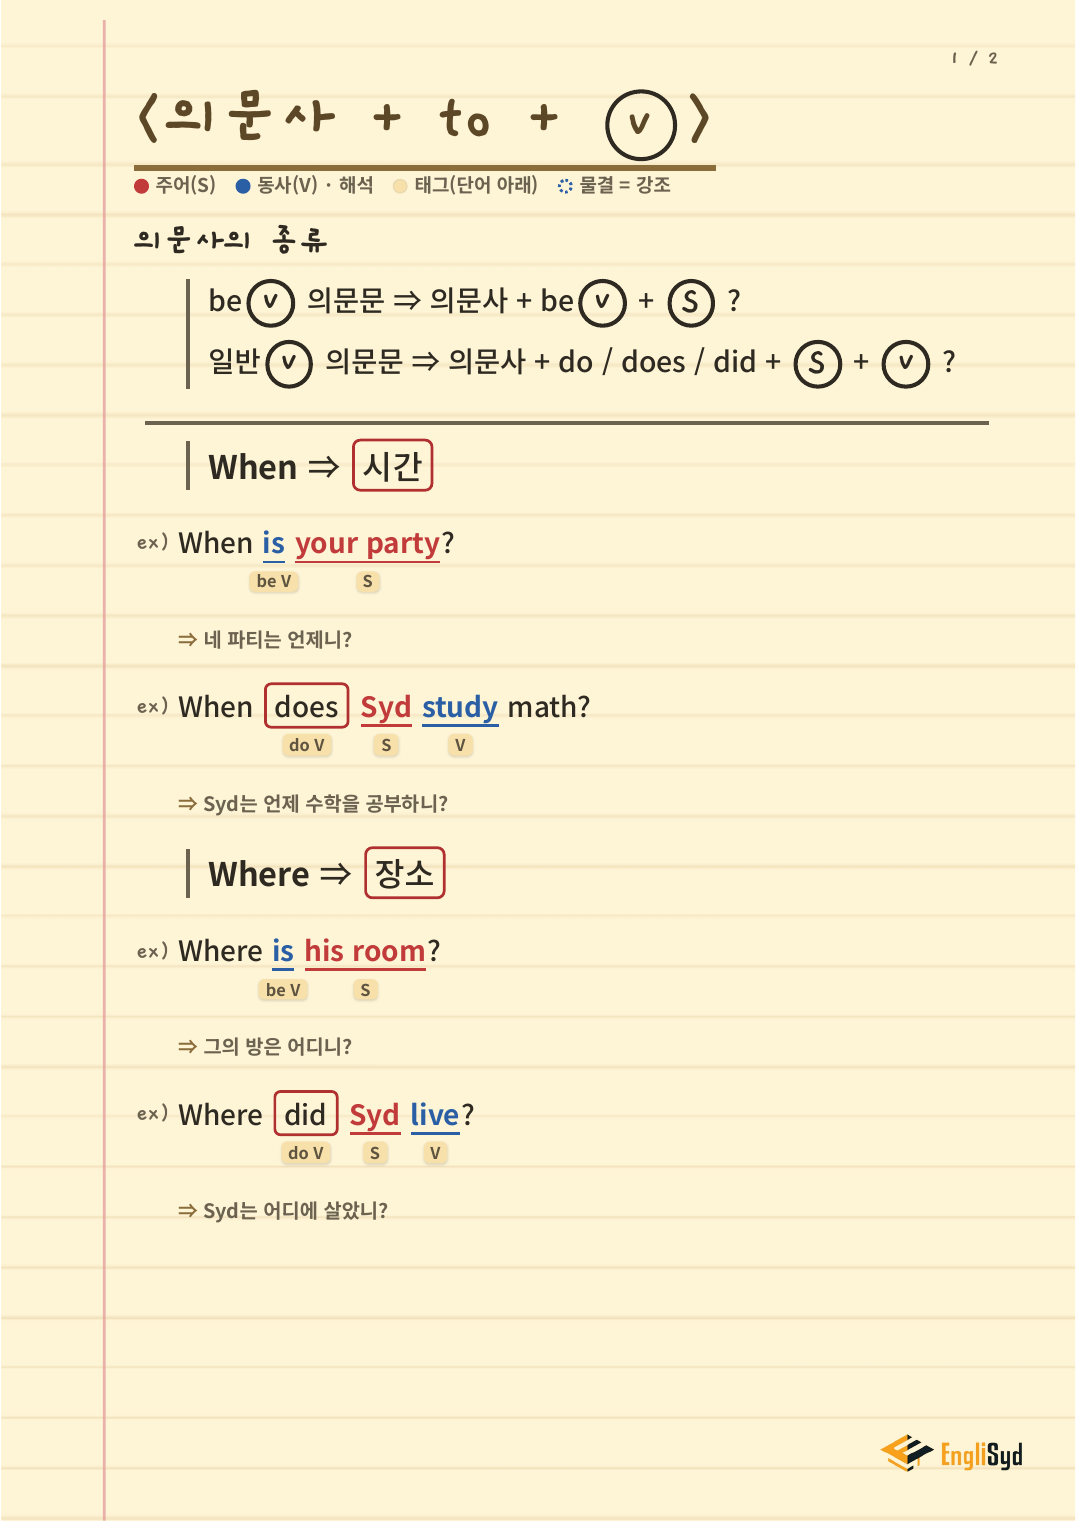 1 / 2
<의문사 + to + v>
주어(S) 동사(V) · 해석 태그(단어 아래) 물결 = 강조
의문사의 종류
be v 의문문 ⇒ 의문사 + be v + S ?
일반 v 의문문 ⇒ 의문사 + do / does / did + S + v ?
When ⇒ 시간
ex) When is your party?
be V S
⇒ 네 파티는 언제니?
ex) When does Syd study math?
do V S V
⇒ Syd는 언제 수학을 공부하니?
Where ⇒ 장소
ex) Where is his room?
be V S
⇒ 그의 방은 어디니?
ex) Where did Syd live?
do V S V
⇒ Syd는 어디에 살았니?
EngliSyd